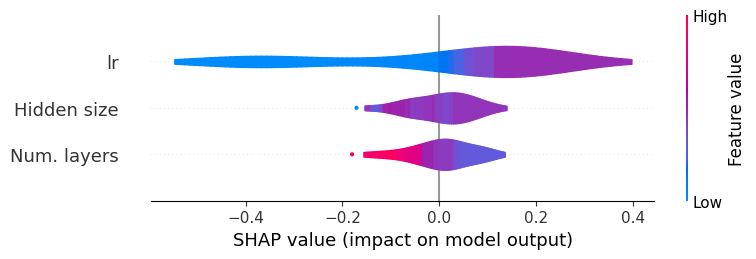 High
lr
Hidden size
Num. layers
Feature value
Low
−0.4 −0.2 0.0 0.2 0.4
SHAP value (impact on model output)